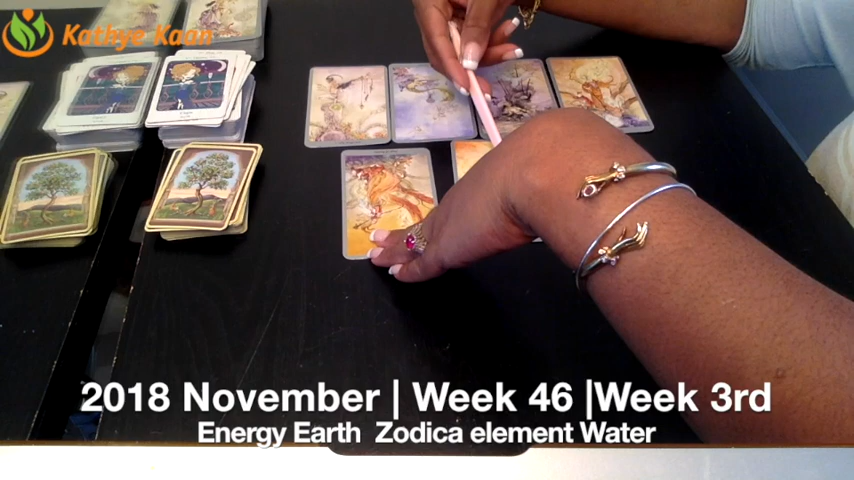 Kathye Kaan
2018 November | Week 46 |Week 3rd
Energy Earth Zodica element Water